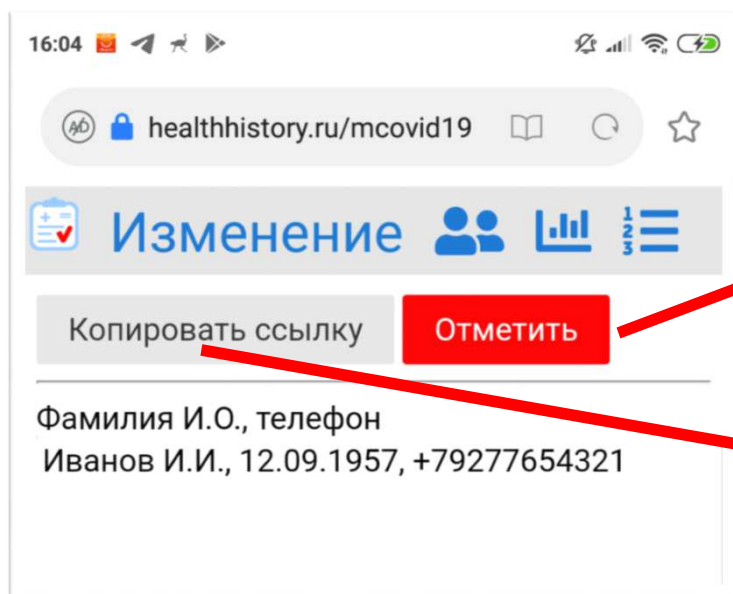 16:04
healthhistory.ru/mcovid19
Изменение
Копировать ссылку Отметить
Фамилия И.О., телефон
Иванов И.И., 12.09.1957, +79277654321